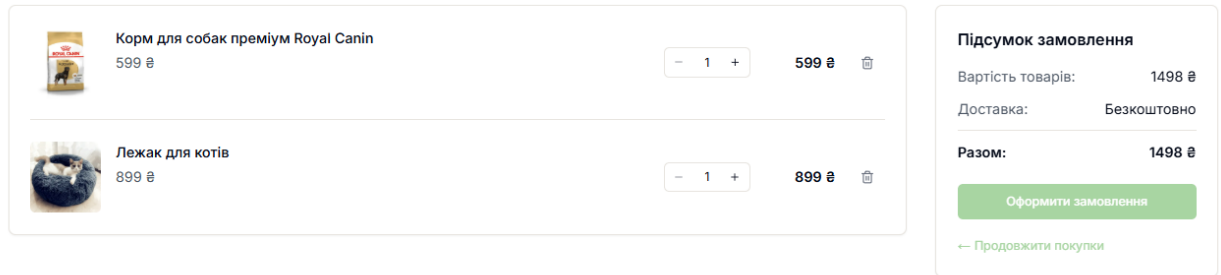 Корм для собак преміум Royal Canin
599 ₴
− 1 + 599 ₴
Лежак для котів
899 ₴
− 1 + 899 ₴
Підсумок замовлення
Вартість товарів: 1498 ₴
Доставка: Безкоштовно
Разом: 1498 ₴
Оформити замовлення
← Продовжити покупки